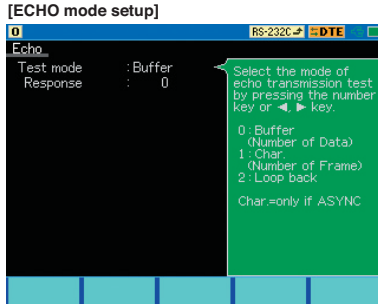 [ECHO mode setup]
0 RS-232C DTE
Echo
Test mode :Buffer
Response : 0
Select the mode of
echo transmission test
by pressing the number
key or ◄, ► key.
0:Buffer
(Number of Data)
1:Char.
(Number of Frame)
2:Loop back
Char.=only if ASYNC